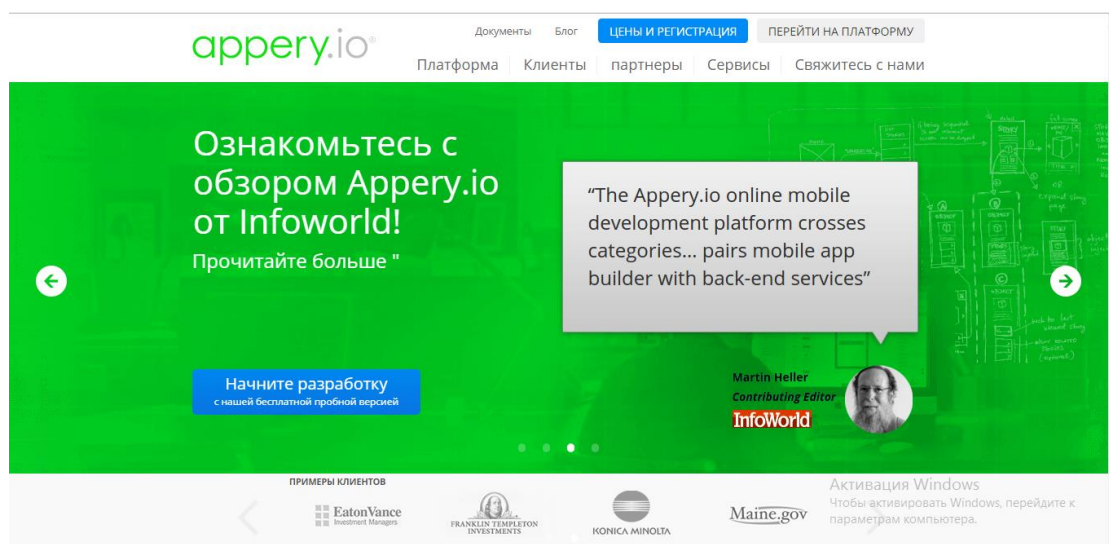 appery.io®
Документы Блог ЦЕНЫ И РЕГИСТРАЦИЯ ПЕРЕЙТИ НА ПЛАТФОРМУ
Платформа Клиенты партнеры Сервисы Свяжитесь с нами
Ознакомьтесь с
обзором Appery.io
от Infoworld!
Прочитайте больше "
“The Appery.io online mobile
development platform crosses
categories... pairs mobile app
builder with back-end services”
Начните разработку
с нашей бесплатной пробной версией
Martin Heller
Contributing Editor
InfoWorld
ПРИМЕРЫ КЛИЕНТОВ
EatonVance
Investment Managers
FRANKLIN TEMPLETON
INVESTMENTS
KONICA MINOLTA
Maine.gov
Активация Windows
Чтобы активировать Windows, перейдите к
параметрам компьютера.